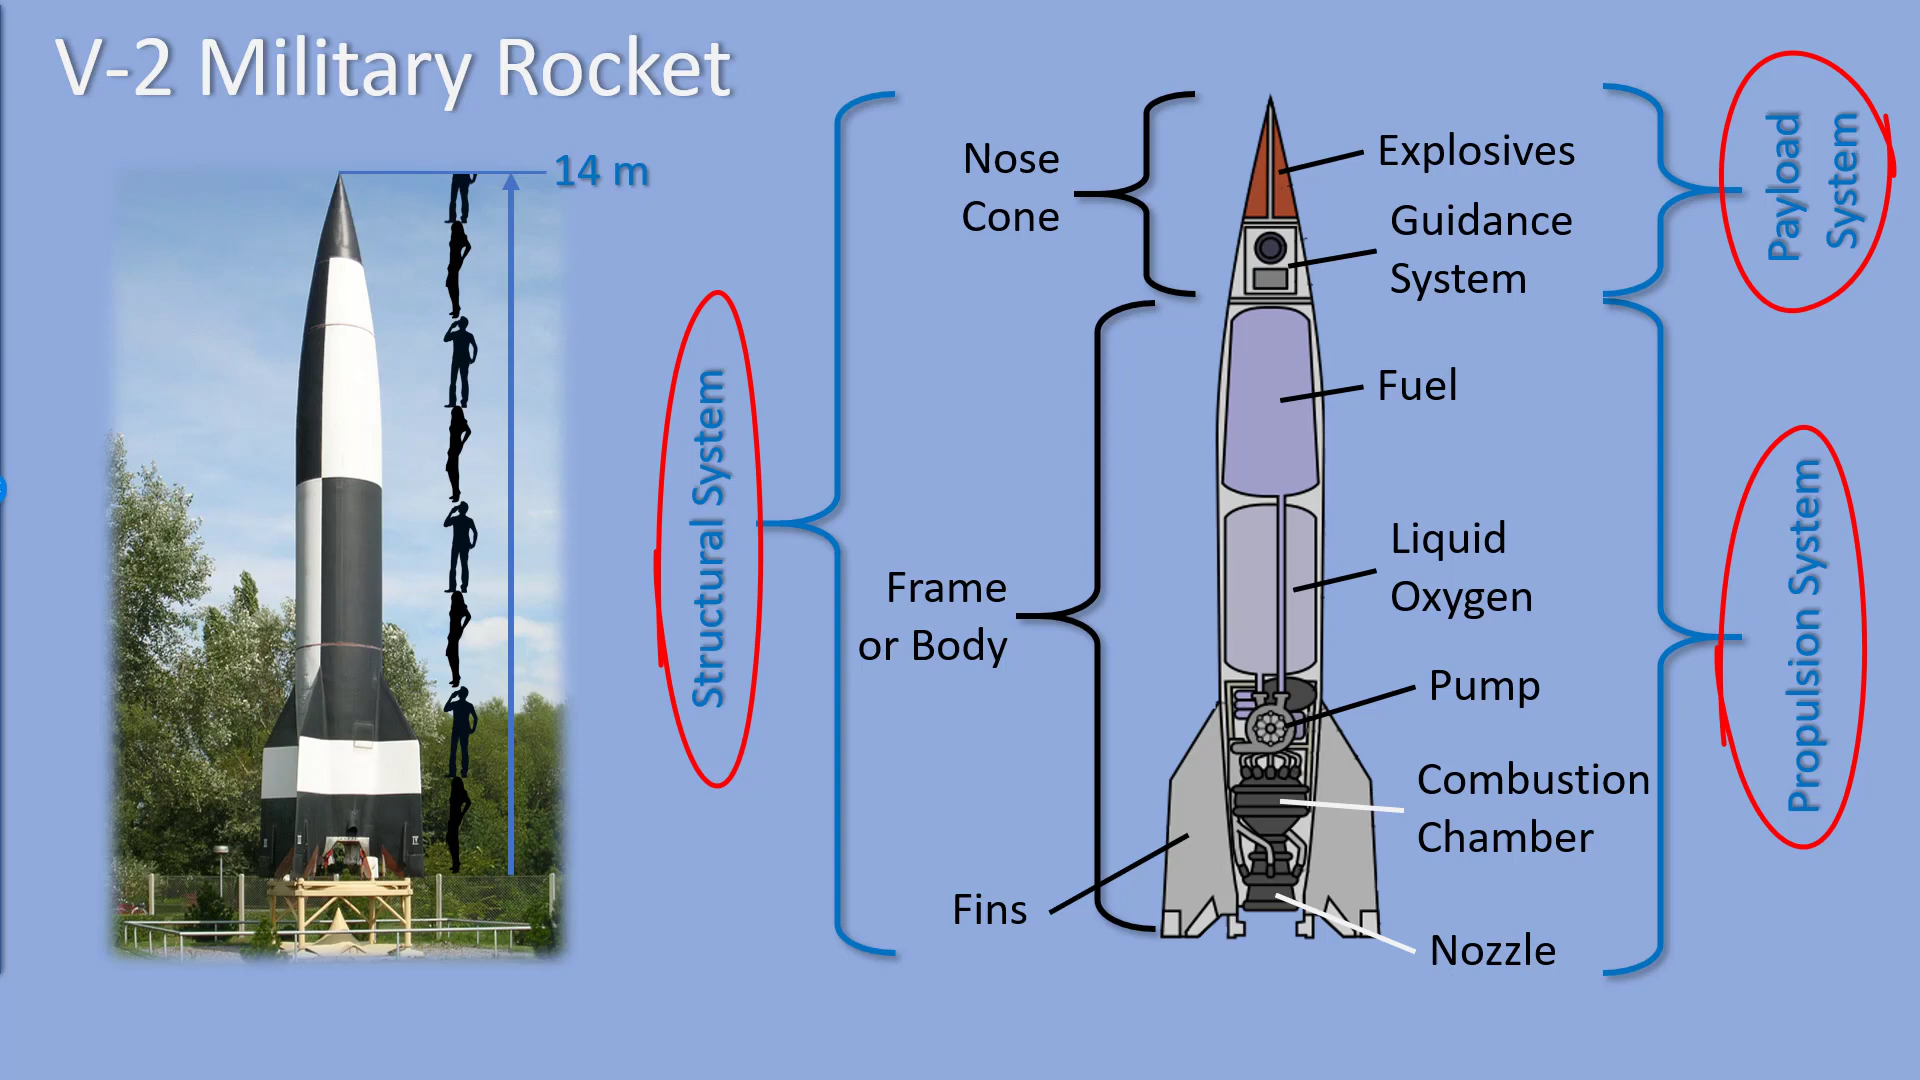 V-2 Military Rocket
14 m
Structural System
Nose
Cone
Frame
or Body
Fins
Explosives
Guidance
System
Fuel
Liquid
Oxygen
Pump
Combustion
Chamber
Nozzle
Payload
System
Propulsion System